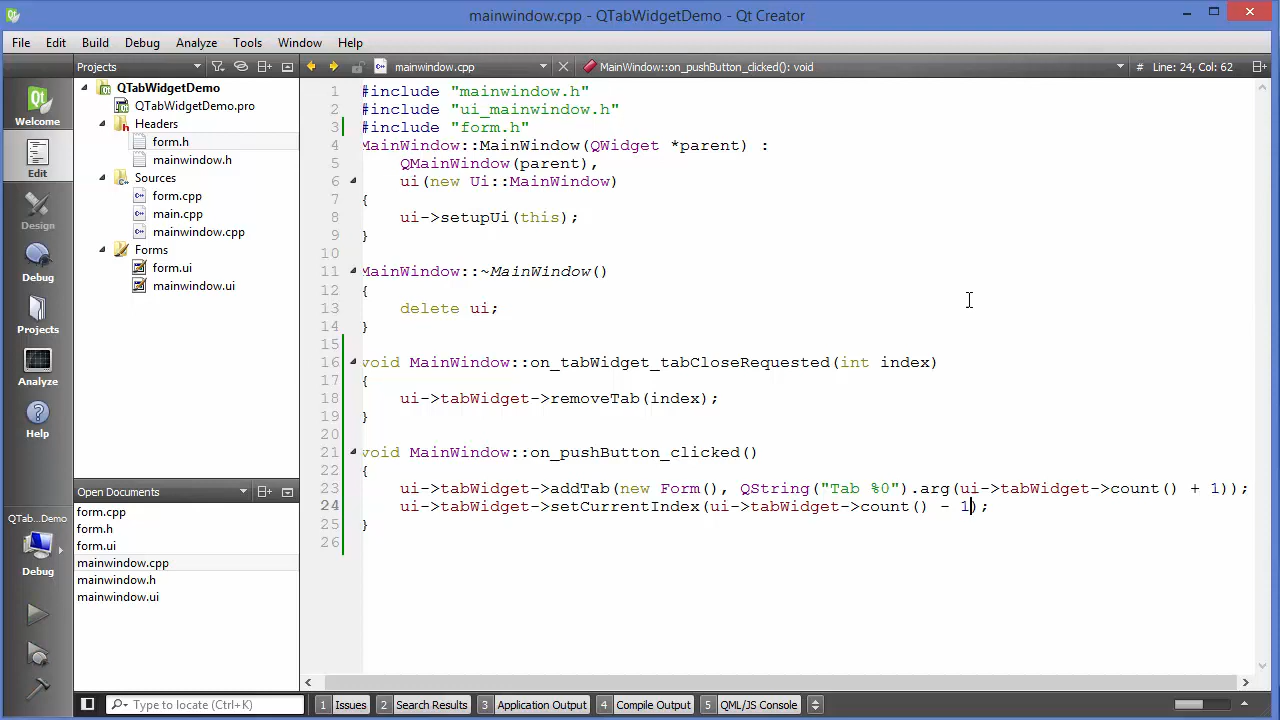 mainwindow.cpp - QTabWidgetDemo - Qt Creator
File Edit Build Debug Analyze Tools Window Help
Projects
mainwindow.cpp
MainWindow::on_pushButton_clicked(): void
# Line: 24, Col: 62
Welcome
Edit
Design
Debug
Projects
Analyze
Help
QTab...Demo
Debug
QTabWidgetDemo
QTabWidgetDemo.pro
Headers
form.h
mainwindow.h
Sources
form.cpp
main.cpp
mainwindow.cpp
Forms
form.ui
mainwindow.ui
Open Documents
form.cpp
form.h
form.ui
mainwindow.cpp
mainwindow.h
mainwindow.ui
1 #include "mainwindow.h"
2 #include "ui_mainwindow.h"
3 #include "form.h"
4 MainWindow::MainWindow(QWidget *parent) :
5 QMainWindow(parent),
6 ui(new Ui::MainWindow)
7 {
8 ui->setupUi(this);
9 }
10
11 MainWindow::~MainWindow()
12 {
13 delete ui;
14 }
15
16 void MainWindow::on_tabWidget_tabCloseRequested(int index)
17 {
18 ui->tabWidget->removeTab(index);
19 }
20
21 void MainWindow::on_pushButton_clicked()
22 {
23 ui->tabWidget->addTab(new Form(), QString("Tab %0").arg(ui->tabWidget->count() + 1));
24 ui->tabWidget->setCurrentIndex(ui->tabWidget->count() - 1);
25 }
26
Type to locate (Ctrl+K)
1 Issues 2 Search Results 3 Application Output 4 Compile Output 5 QML/JS Console